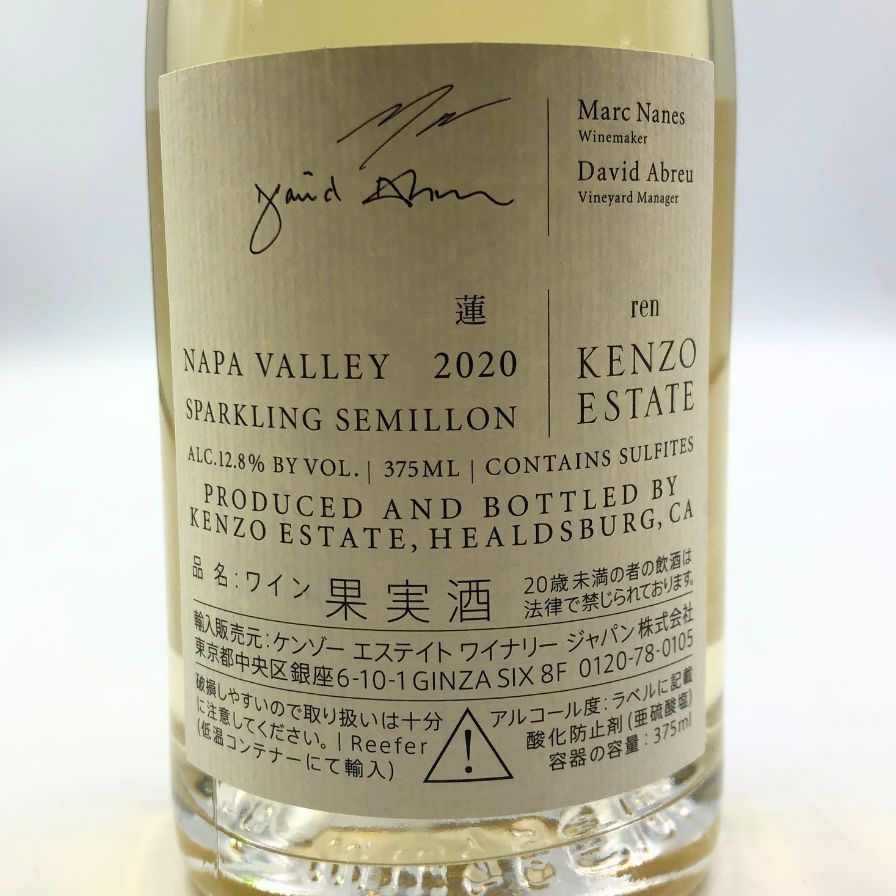 David Abreu
Marc Nanes
Winemaker
David Abreu
Vineyard Manager
蓮
NAPA VALLEY 2020
SPARKLING SEMILLON
ren
KENZO
ESTATE
ALC.12.8% BY VOL. | 375ML | CONTAINS SULFITES
PRODUCED AND BOTTLED BY
KENZO ESTATE, HEALDSBURG, CA
品 名:ワイン 果実酒
20歳未満の者の飲酒は
法律で禁じられております。
輸入販売元:ケンゾー エステイト ワイナリー ジャパン 株式会社
東京都中央区銀座6-10-1 GINZA SIX 8F 0120-78-0105
破損しやすいので取り扱いは十分
に注意してください。 | Reefer
(低温コンテナーにて輸入)
アルコール度:ラベルに記載
酸化防止剤(亜硫酸塩)
容器の容量:375ml